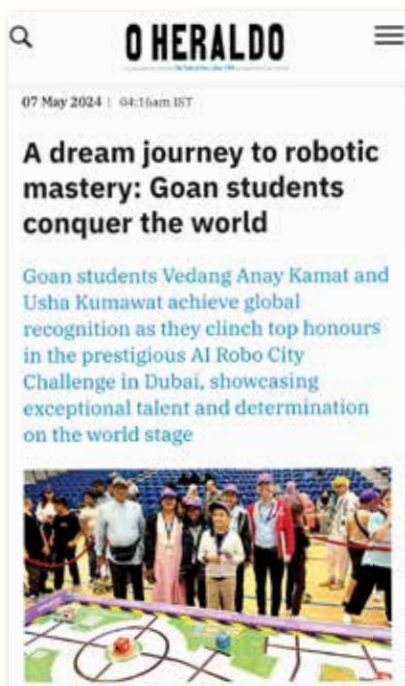 O HERALDO
07 May 2024 | 04:16am IST
A dream journey to robotic
mastery: Goan students
conquer the world
Goan students Vedang Anay Kamat and
Usha Kumawat achieve global
recognition as they clinch top honours
in the prestigious AI Robo City
Challenge in Dubai, showcasing
exceptional talent and determination
on the world stage